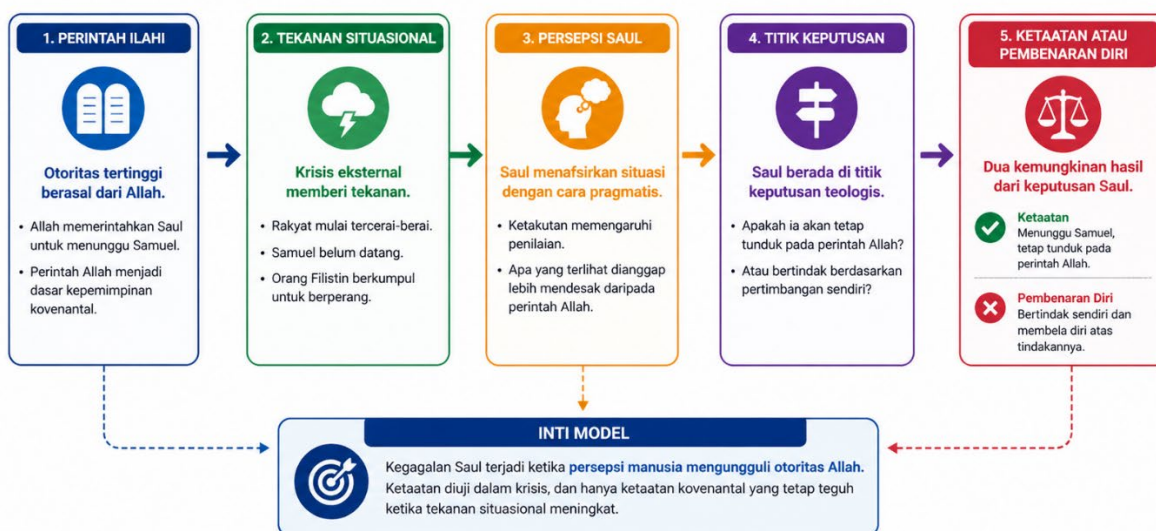 1. PERINTAH ILAHI
Otoritas tertinggi
berasal dari Allah.
• Allah memerintahkan Saul
untuk menunggu Samuel.
• Perintah Allah menjadi
dasar kepemimpinan
kovenantal.
2. TEKANAN SITUASIONAL
Krisis eksternal
memberi tekanan.
• Rakyat mulai tercerai-berai.
• Samuel belum datang.
• Orang Filistin berkumpul
untuk berperang.
3. PERSEPSI SAUL
Saul menafsirkan situasi
dengan cara pragmatis.
• Ketakutan memengaruhi
penilaian.
• Apa yang terlihat dianggap
lebih mendesak daripada
perintah Allah.
4. TITIK KEPUTUSAN
Saul berada di titik
keputusan teologis.
• Apakah ia akan tetap
tunduk pada perintah Allah?
• Atau bertindak berdasarkan
pertimbangan sendiri?
5. KETAATAN ATAU
PEMBENARAN DIRI
Dua kemungkinan hasil
dari keputusan Saul.
Ketaatan
Menunggu Samuel,
tetap tunduk pada
perintah Allah.
Pembenaran Diri
Bertindak sendiri dan
membela diri atas
tindakannya.
INTI MODEL
Kegagalan Saul terjadi ketika persepsi manusia mengungguli otoritas Allah.
Ketaatan diuji dalam krisis, dan hanya ketaatan kovenantal yang tetap teguh
ketika tekanan situasional meningkat.